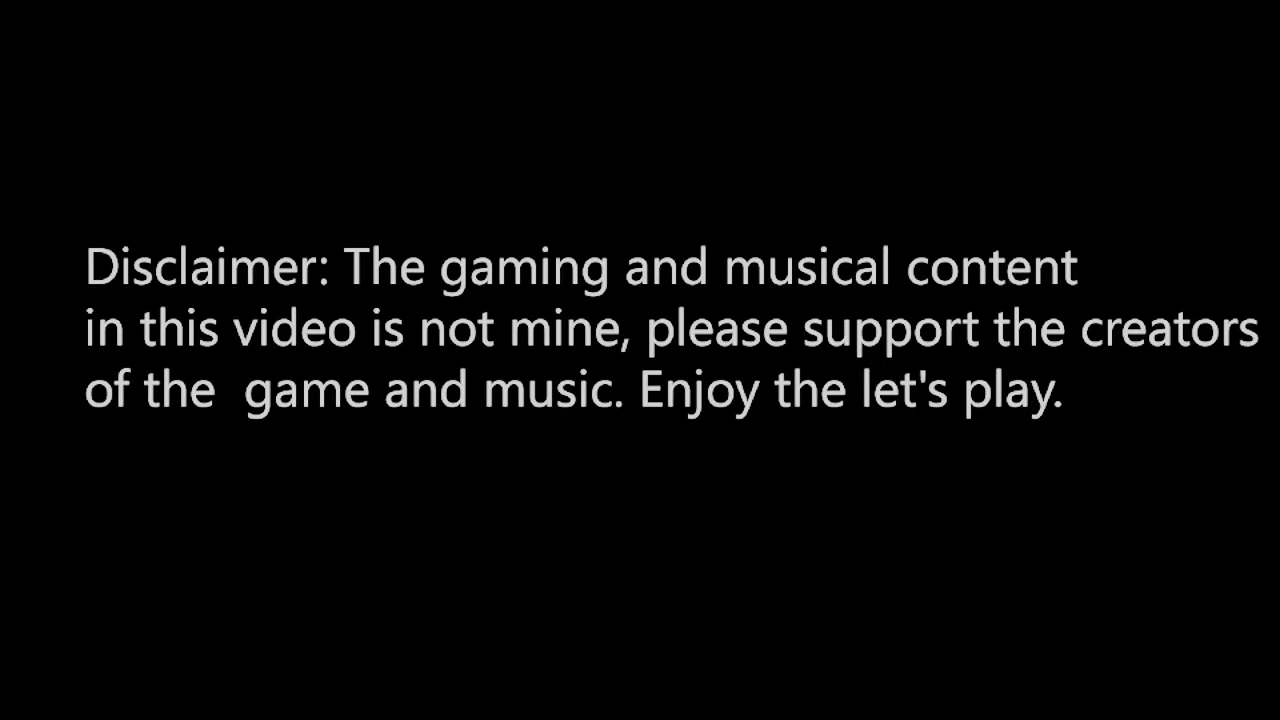 Disclaimer: The gaming and musical content
in this video is not mine, please support the creators
of the  game and music. Enjoy the let's play.